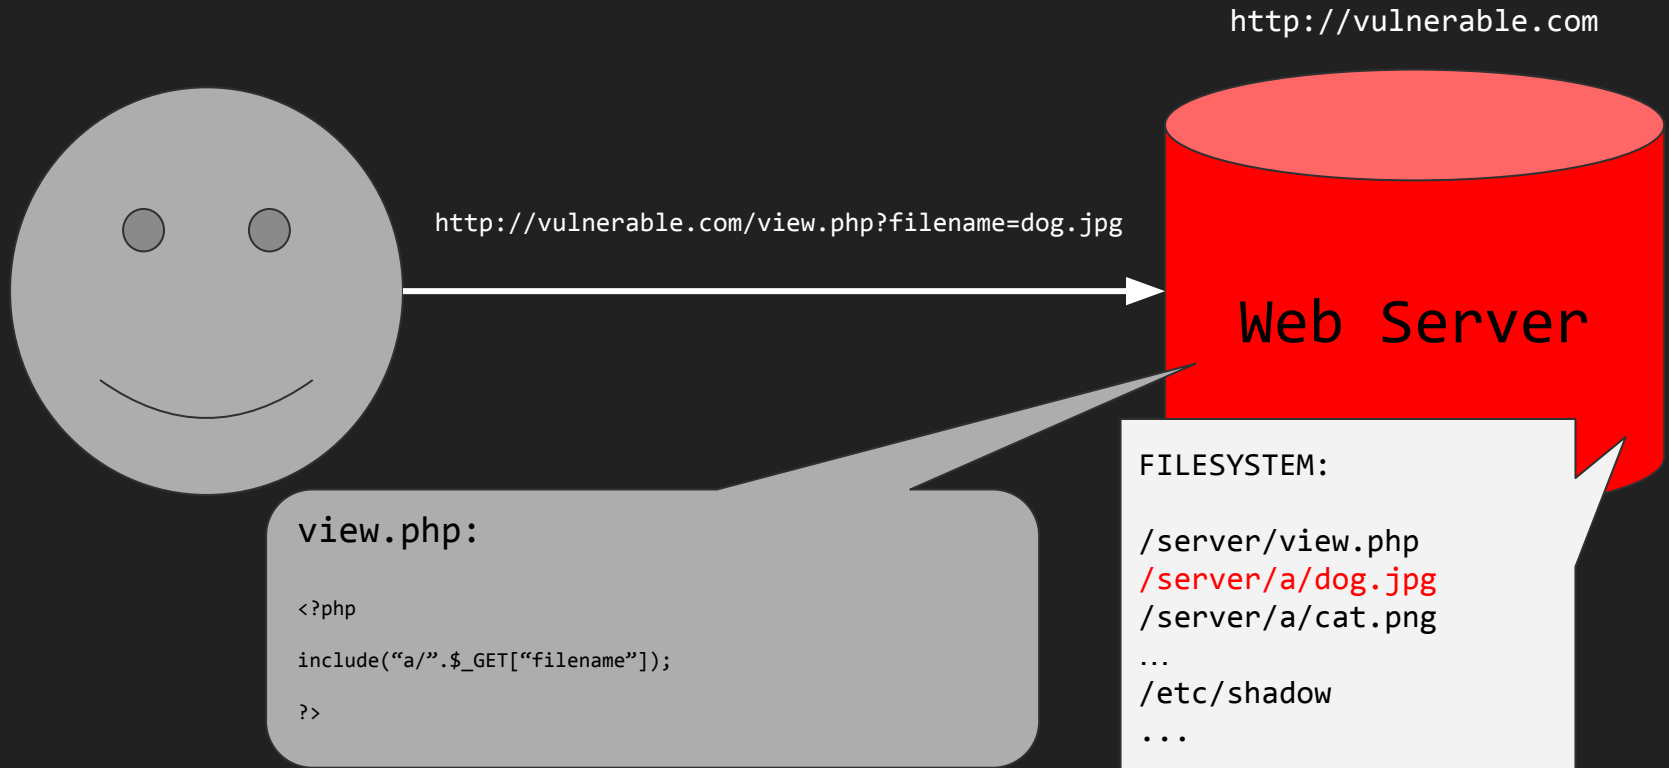 http://vulnerable.com
http://vulnerable.com/view.php?filename=dog.jpg
Web Server
view.php:
<?php
include(“a/”.$_GET[“filename”]);
?>
FILESYSTEM:
/server/view.php
/server/a/dog.jpg
/server/a/cat.png
...
/etc/shadow
...